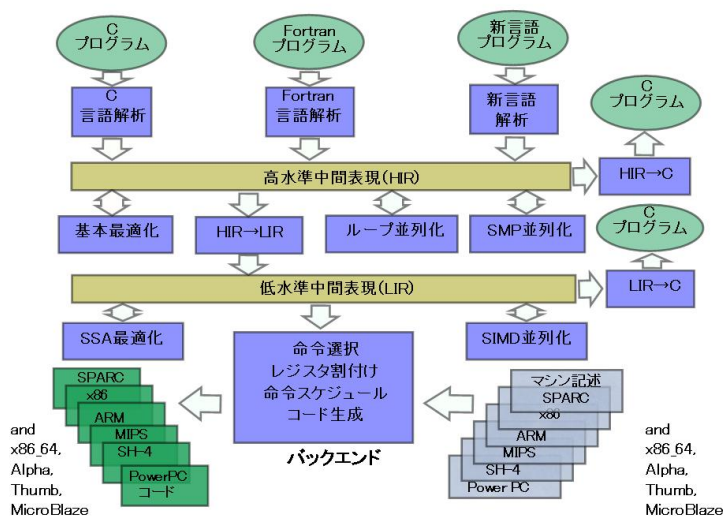 C
プログラム
Fortran
プログラム
新言語
プログラム
C
言語解析
Fortran
言語解析
新言語
解析
C
プログラム
高水準中間表現(HIR)
HIR→C
基本最適化
HIR→LIR
ループ並列化
SMP並列化
C
プログラム
低水準中間表現(LIR)
LIR→C
SSA最適化
命令選択
レジスタ割付け
命令スケジュール
コード生成
SIMD並列化
バックエンド
SPARC
x86
ARM
MIPS
SH-4
PowerPC
コード
and
x86_64,
Alpha,
Thumb,
MicroBlaze
マシン記述
SPARC
x86
ARM
MIPS
SH-4
Power PC
and
x86_64,
Alpha,
Thumb,
MicroBlaze